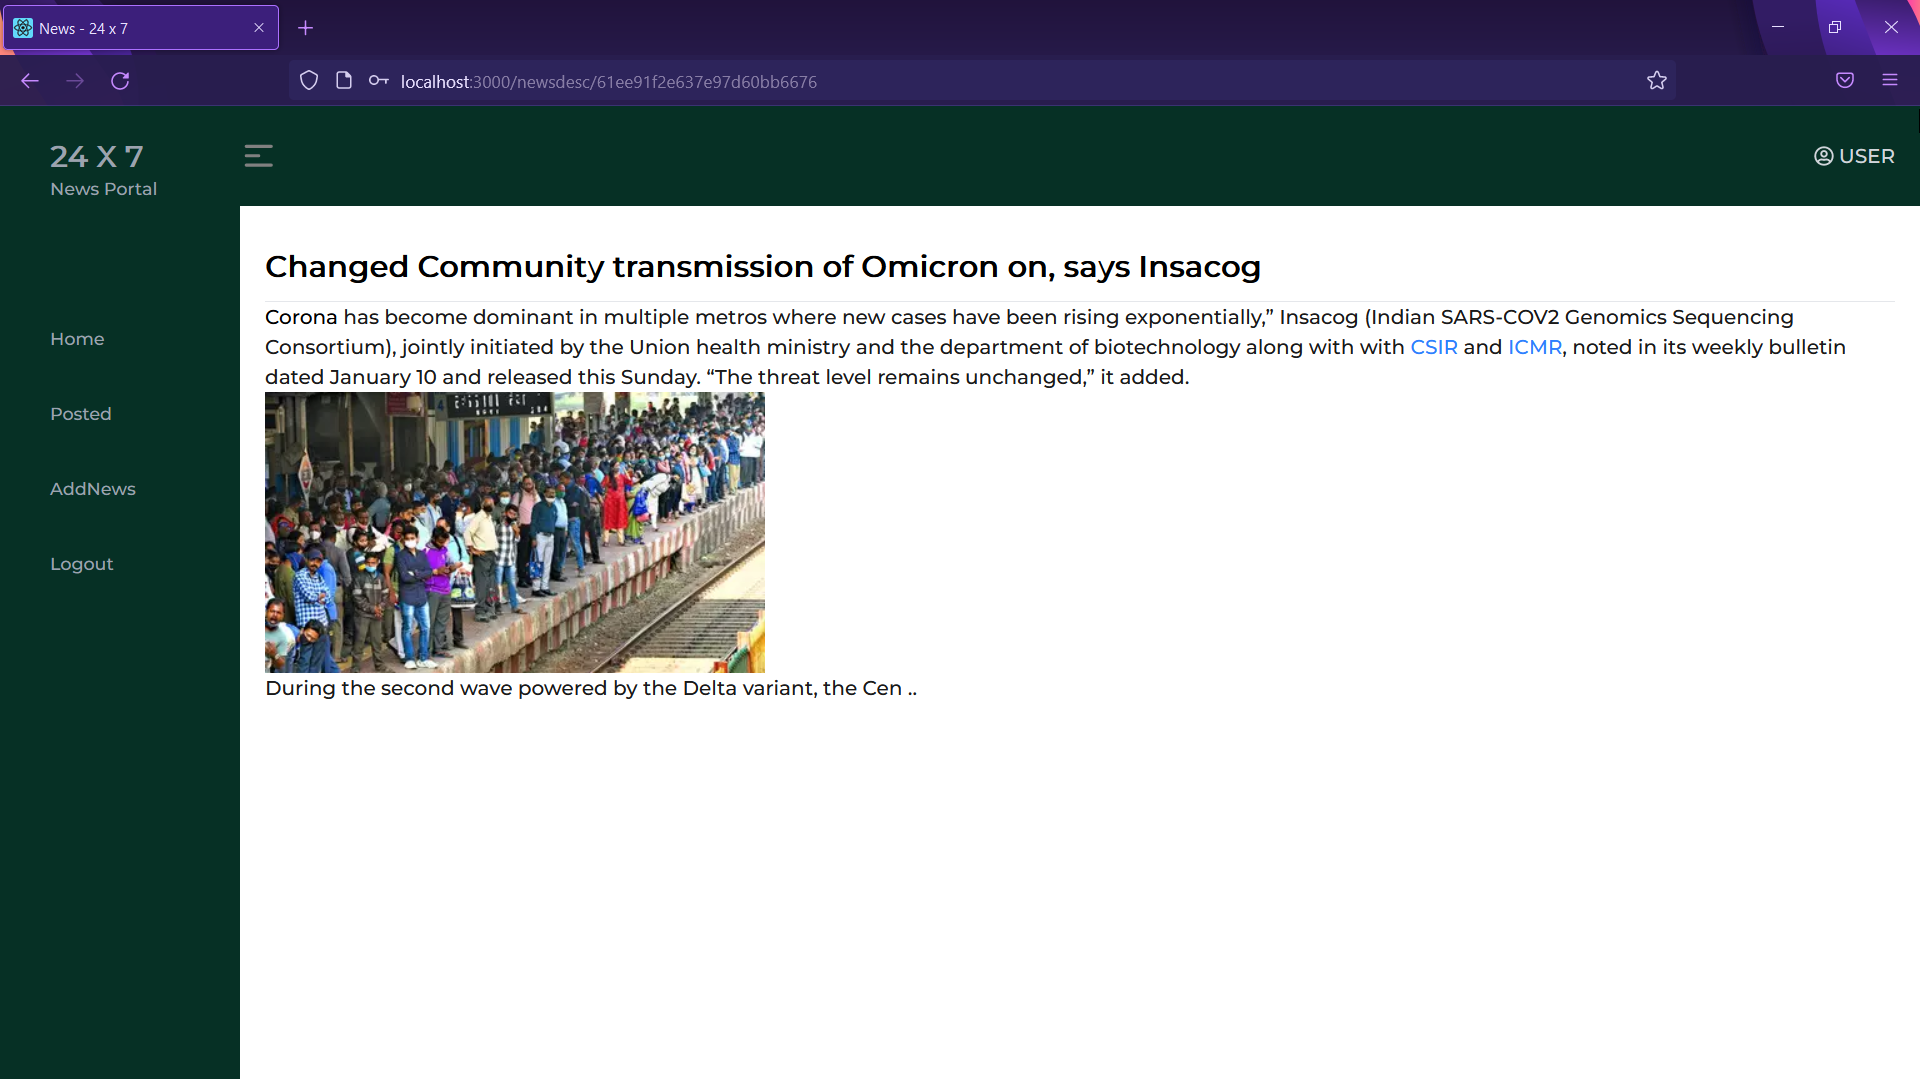 News - 24 x 7
localhost:3000/newsdesc/61ee91f2e637e97d60bb6676
24 X 7
News Portal
USER
Home
Posted
AddNews
Logout
Changed Community transmission of Omicron on, says Insacog
Corona has become dominant in multiple metros where new cases have been rising exponentially,” Insacog (Indian SARS-COV2 Genomics Sequencing
Consortium), jointly initiated by the Union health ministry and the department of biotechnology along with with CSIR and ICMR, noted in its weekly bulletin
dated January 10 and released this Sunday. “The threat level remains unchanged,” it added.
4
During the second wave powered by the Delta variant, the Cen ..